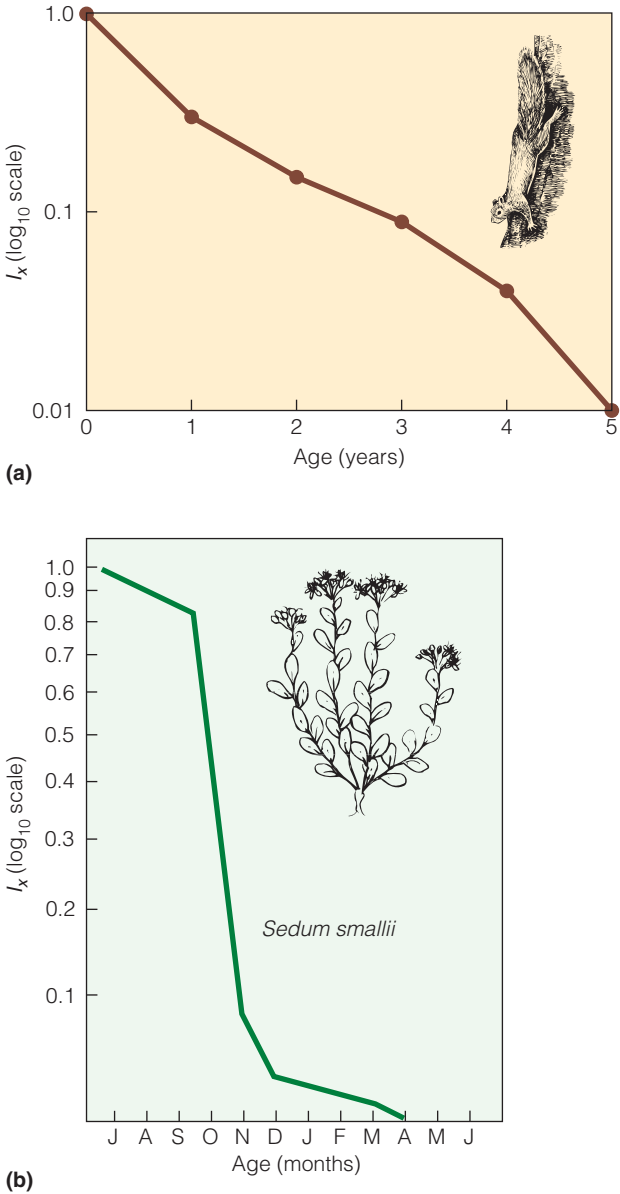 1.0
0.1
0.01
lx (log10 scale)
0 1 2 3 4 5
Age (years)
(a)
1.0
0.9
0.8
0.7
0.6
0.5
0.4
0.3
0.2
0.1
lx (log10 scale)
Sedum smallii
J A S O N D J F M A M J
Age (months)
(b)